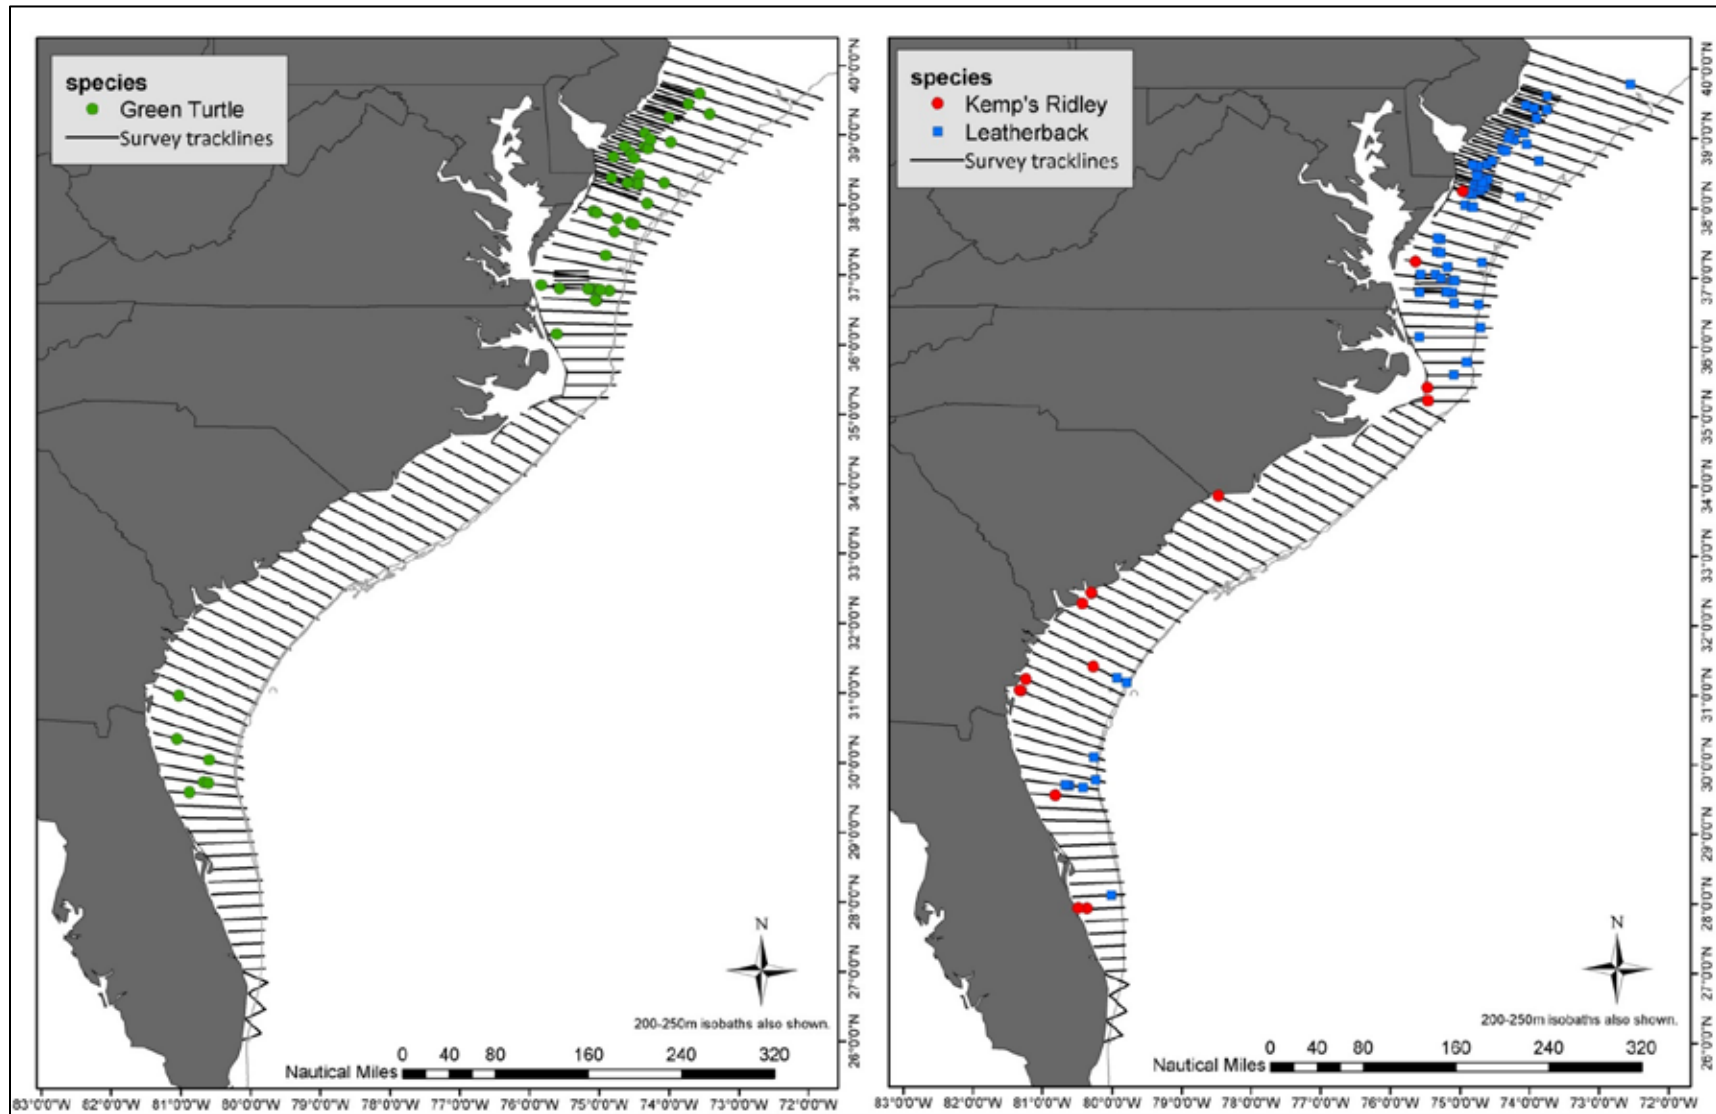 species
Green Turtle
Survey tracklines
40°0'0"N
39°0'0"N
38°0'0"N
37°0'0"N
36°0'0"N
35°0'0"N
34°0'0"N
33°0'0"N
32°0'0"N
31°0'0"N
30°0'0"N
29°0'0"N
28°0'0"N
27°0'0"N
26°0'0"N
N
200-250m isobaths also shown.
0 40 80 160 240 320
Nautical Miles
83°0'0"W 82°0'0"W 81°0'0"W 80°0'0"W 78°0'0"W 77°0'0"W 76°0'0"W 75°0'0"W 74°0'0"W 73°0'0"W 72°0'0"W
species
Kemp's Ridley
Leatherback
Survey tracklines
40°0'0"N
39°0'0"N
38°0'0"N
37°0'0"N
36°0'0"N
35°0'0"N
34°0'0"N
33°0'0"N
32°0'0"N
31°0'0"N
30°0'0"N
29°0'0"N
28°0'0"N
27°0'0"N
26°0'0"N
N
200-250m isobaths also shown.
0 40 80 160 240 320
Nautical Miles
83°0'0"W 81°0'0"W 80°0'0"W 78°0'0"W 77°0'0"W 76°0'0"W 75°0'0"W 74°0'0"W 73°0'0"W 72°0'0"W